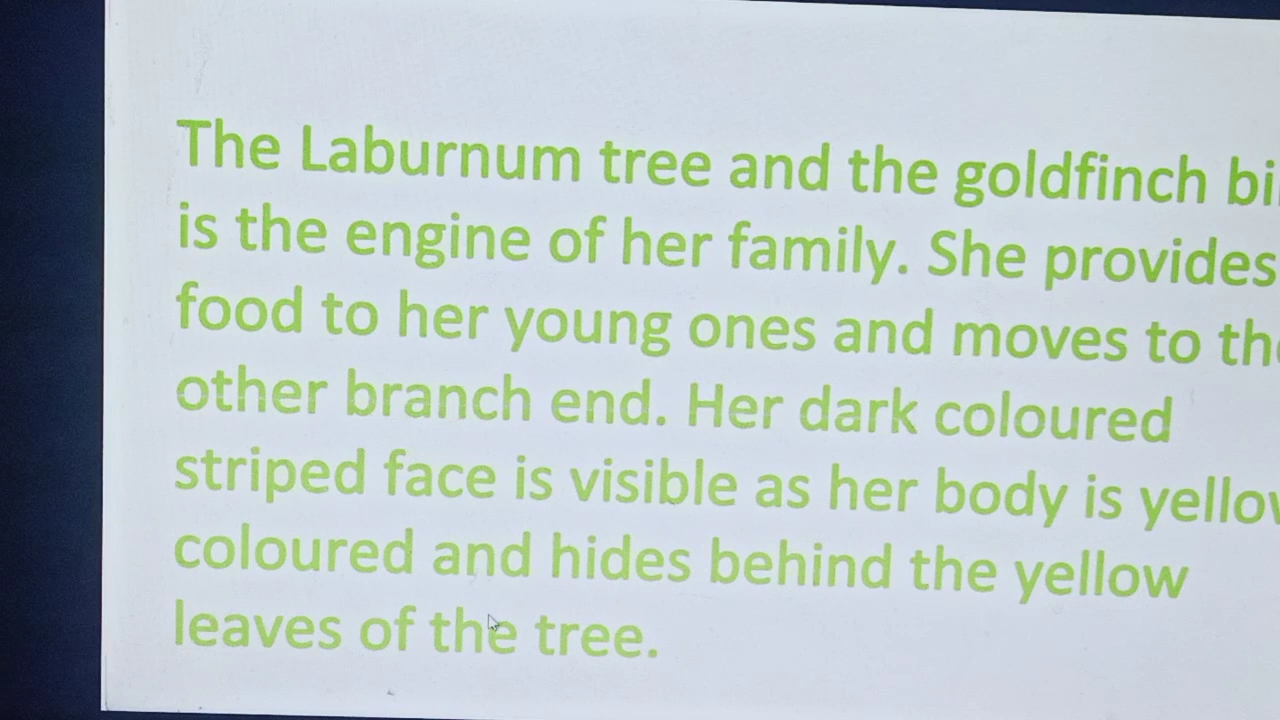 The Laburnum tree and the goldfinch
is the engine of her family. She provides
food to her young ones and moves to
other branch end. Her dark coloured
striped face is visible as her body is
coloured and hides behind the yellow
leaves of the tree.